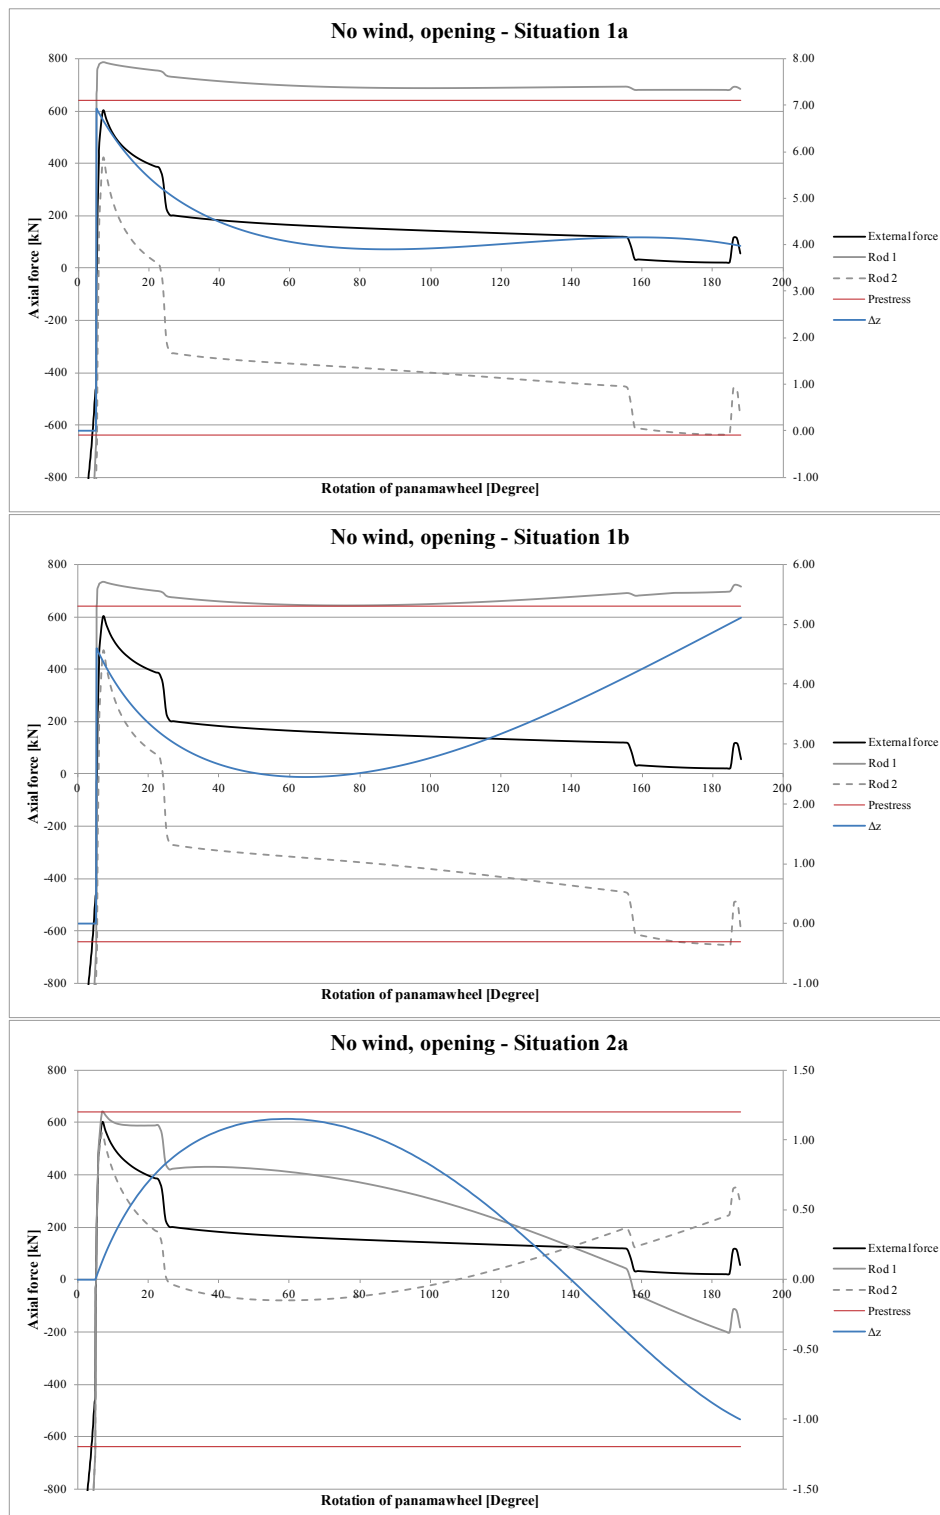 No wind, opening - Situation 1a
800
600
400
200
0
-200
-400
-600
-800
Axial force [kN]
0 20 40 60 80 100 120 140 160 180 200
8.00
7.00
6.00
5.00
4.00
3.00
2.00
1.00
0.00
-1.00
Rotation of panamawheel [Degree]
External force
Rod 1
Rod 2
Prestress
Δz
No wind, opening - Situation 1b
800
600
400
200
0
-200
-400
-600
-800
Axial force [kN]
0 20 40 60 80 100 120 140 160 180 200
6.00
5.00
4.00
3.00
2.00
1.00
0.00
-1.00
Rotation of panamawheel [Degree]
External force
Rod 1
Rod 2
Prestress
Δz
No wind, opening - Situation 2a
800
600
400
200
0
-200
-400
-600
-800
Axial force [kN]
0 20 40 60 80 100 120 140 160 180 200
1.50
1.00
0.50
0.00
-0.50
-1.00
-1.50
Rotation of panamawheel [Degree]
External force
Rod 1
Rod 2
Prestress
Δz